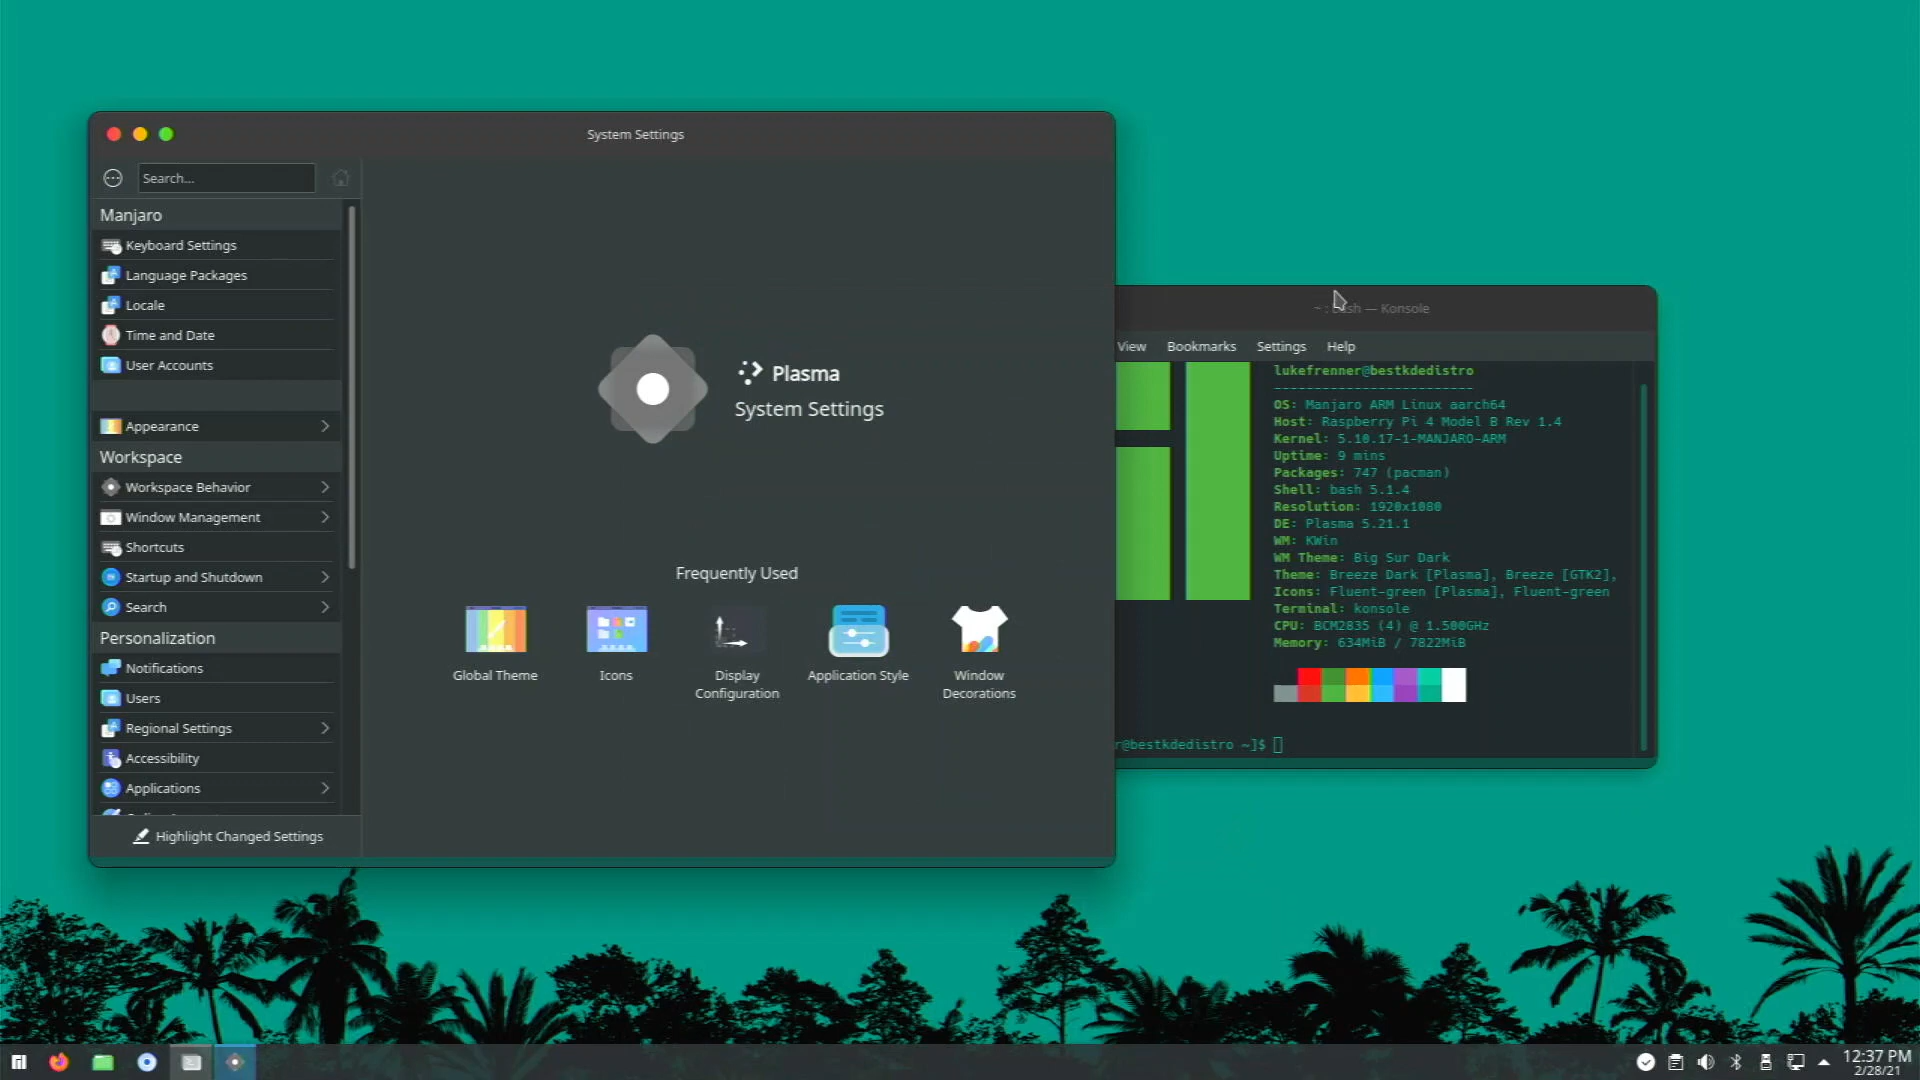 System Settings
Search...
Manjaro
Keyboard Settings
Language Packages
Locale
Time and Date
User Accounts
Appearance
Workspace
Workspace Behavior
Window Management
Shortcuts
Startup and Shutdown
Search
Personalization
Notifications
Users
Regional Settings
Accessibility
Applications
Highlight Changed Settings
Plasma
System Settings
Frequently Used
Global Theme
Icons
Display
Configuration
Application Style
Window
Decorations
— Konsole
View Bookmarks Settings Help
lukefrenner@bestkdedistro
-------------------------
OS: Manjaro ARM Linux aarch64
Host: Raspberry Pi 4 Model B Rev 1.4
Kernel: 5.10.17-1-MANJARO-ARM
Uptime: 9 mins
Packages: 747 (pacman)
Shell: bash 5.1.4
Resolution: 1920x1080
DE: Plasma 5.21.1
WM: KWin
WM Theme: Big Sur Dark
Theme: Breeze Dark [Plasma], Breeze [GTK2],
Icons: Fluent-green [Plasma], Fluent-green
Terminal: konsole
CPU: BCM2835 (4) @ 1.500GHz
Memory: 634MiB / 7822MiB
r@bestkdedistro ~]$
12:37 PM
2/28/21